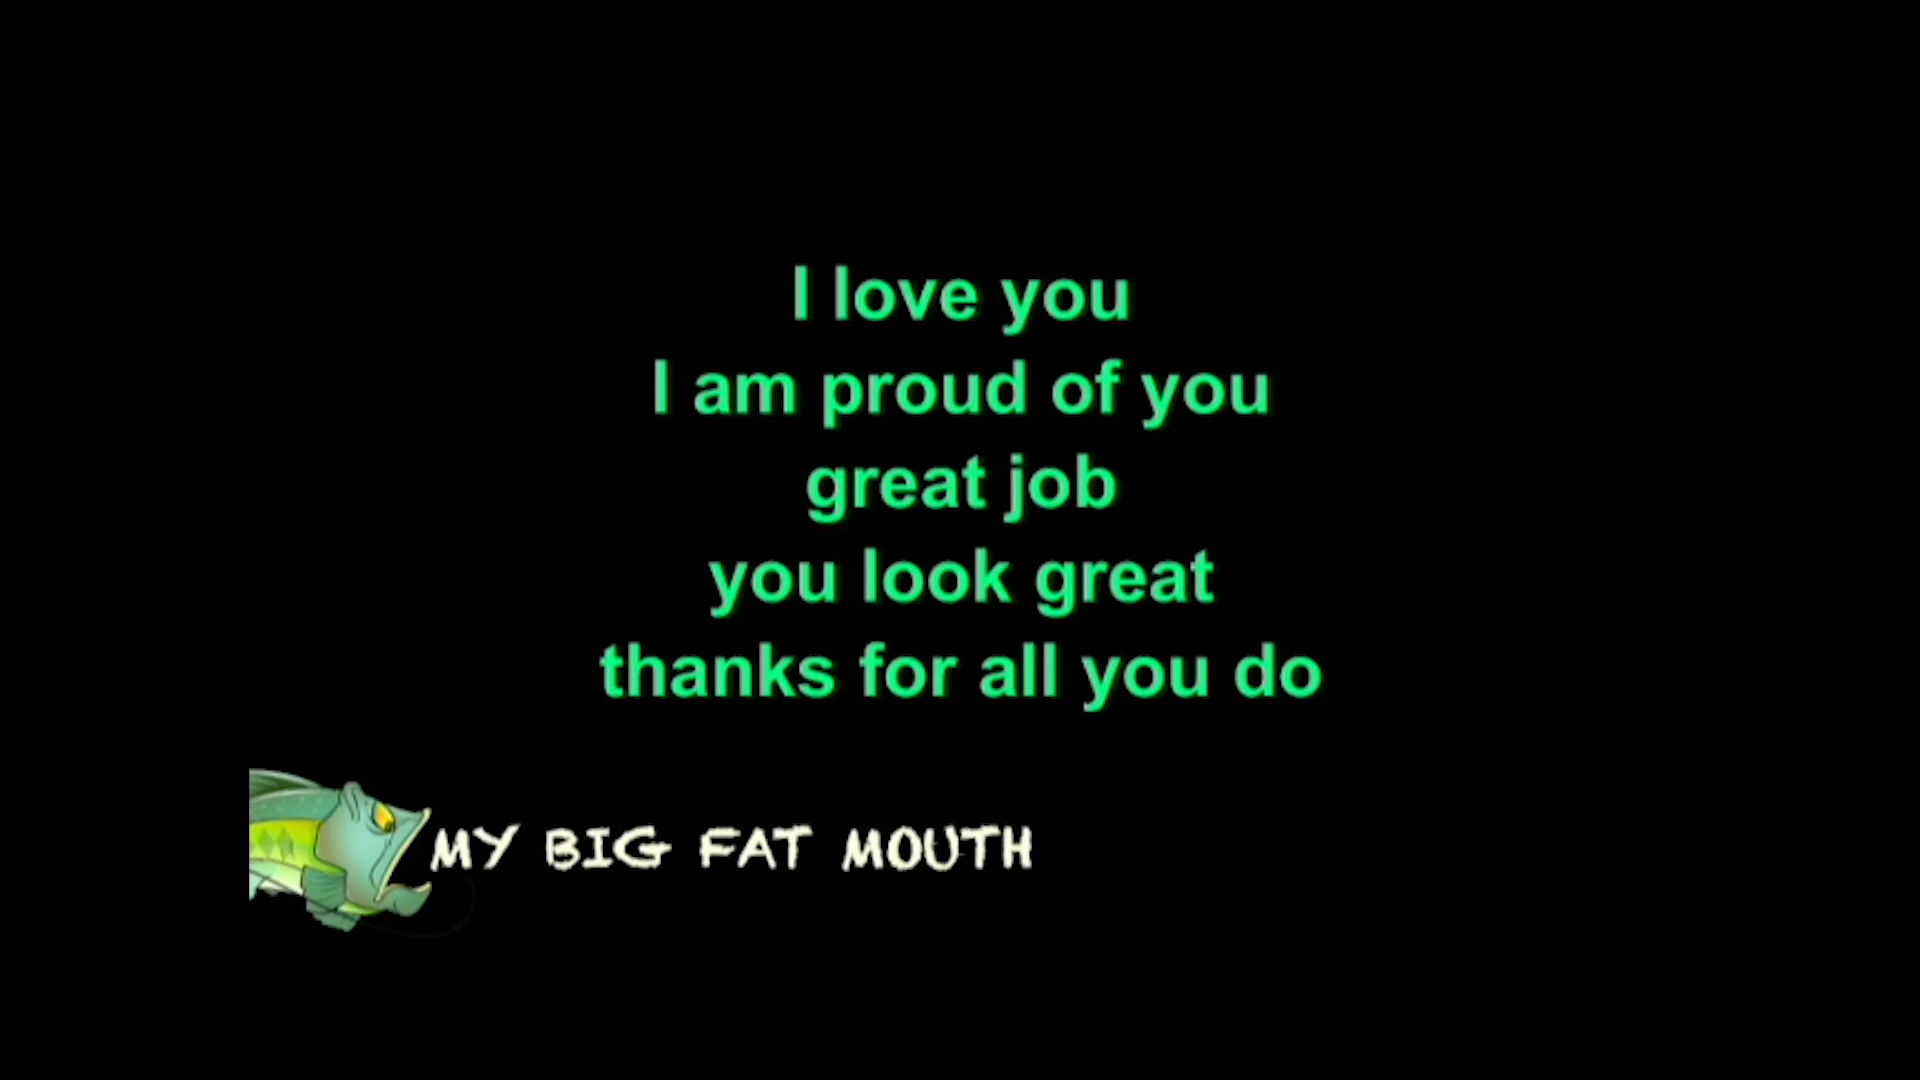 I love you
I am proud of you
great job
you look great
thanks for all you do
MY BIG FAT MOUTH